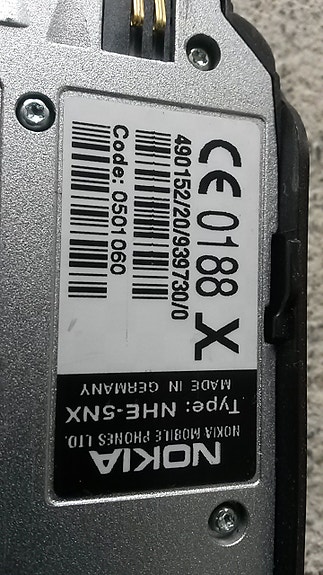 NOKIA
NOKIA MOBILE PHONES LTD.
Type: NHE-5NX
MADE IN GERMANY
CE 0188 X
490152/20/939730/0
Code: 0501060